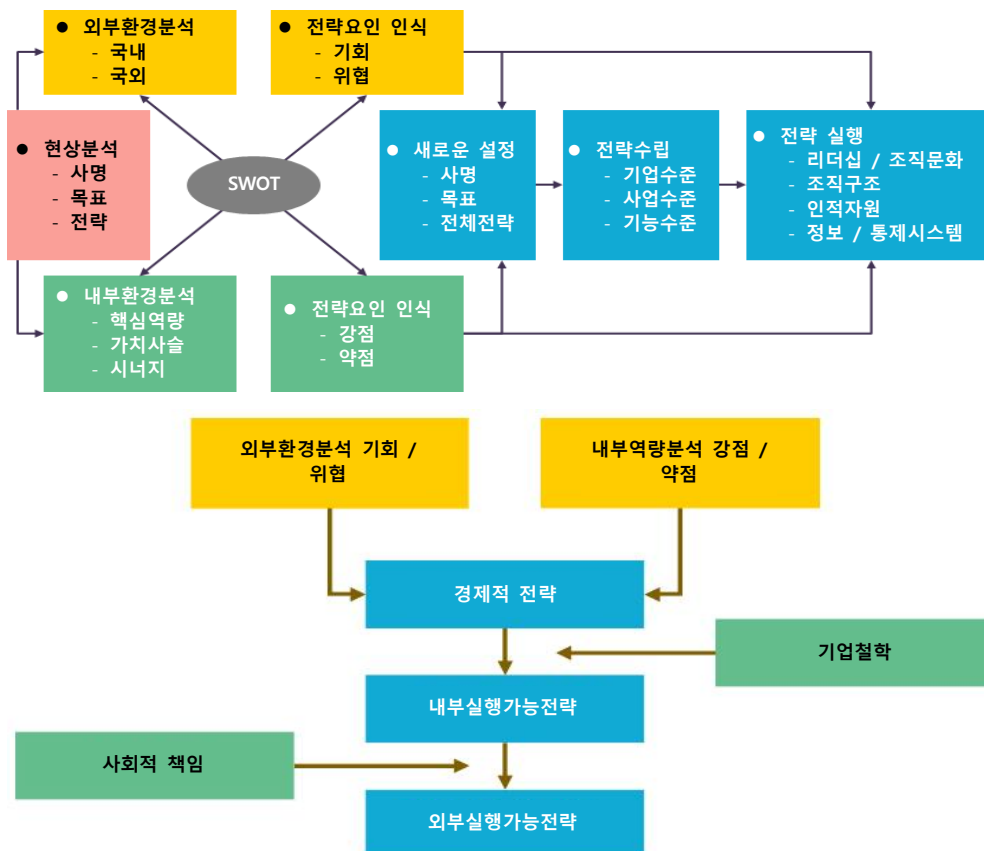 ● 외부환경분석
- 국내
- 국외
● 전략요인 인식
- 기회
- 위협
● 현상분석
- 사명
- 목표
- 전략
SWOT
● 새로운 설정
- 사명
- 목표
- 전체전략
● 전략수립
- 기업수준
- 사업수준
- 기능수준
● 전략 실행
- 리더십 / 조직문화
- 조직구조
- 인적자원
- 정보 / 통제시스템
● 내부환경분석
- 핵심역량
- 가치사슬
- 시너지
● 전략요인 인식
- 강점
- 약점
외부환경분석 기회 /
위협
내부역량분석 강점 /
약점
경제적 전략
기업철학
내부실행가능전략
사회적 책임
외부실행가능전략